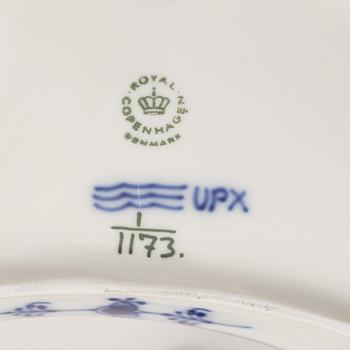 ROYAL
COPENHAGEN
DENMARK
UPX
1
1173.